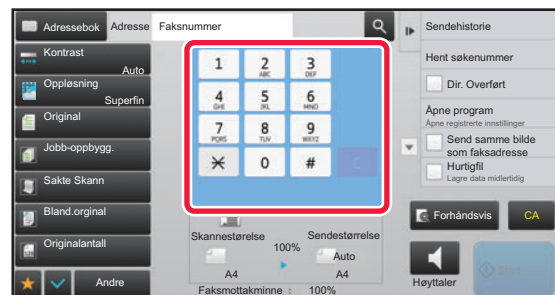 Adressebok
Adresse
Faksnummer
Sendehistorie
Kontrast
Auto
Oppløsning
Superfin
Original
Jobb-oppbygg.
Sakte Skann
Bland.orginal
Originalantall
Andre
1
2
ABC
3
DEF
4
GHI
5
JKL
6
MNO
7
PQRS
8
TUV
9
WXYZ
0
#
C
Hent søkenummer
Dir. Overført
Åpne program
Åpne registrerte innstillinger
Send samme bilde
som faksadresse
Hurtigfil
Lagre data midlertidig
Forhåndsvis
CA
Skannestørelse
Sendestørrelse
100%
Auto
A4
A4
Faksmottakminne : 100%
Høyttaler
Start